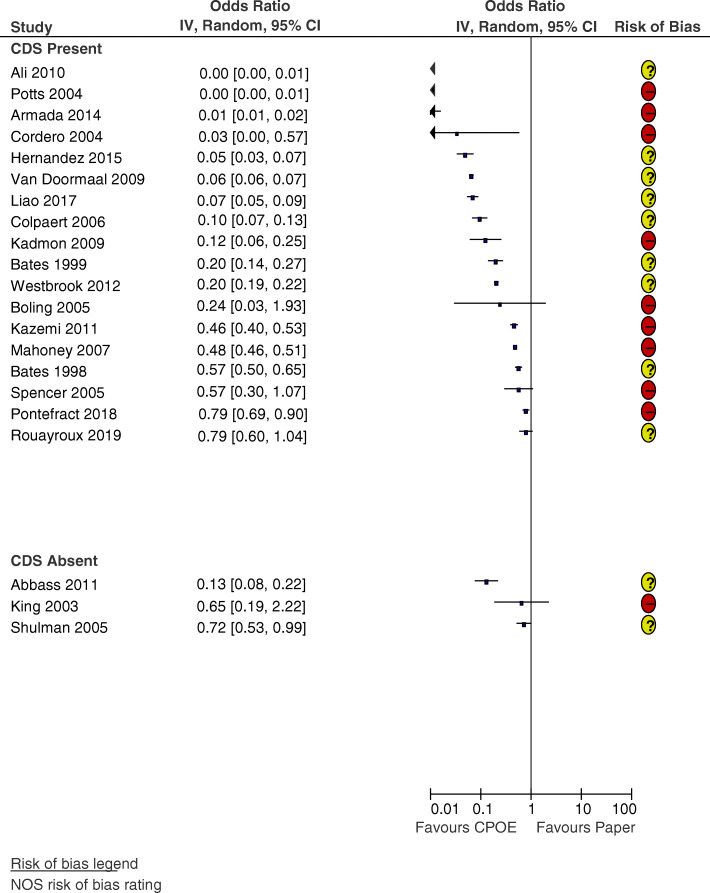 Odds Ratio Odds Ratio
Study IV, Random, 95% CI IV, Random, 95% CI Risk of Bias
CDS Present
Ali 2010 0.00 [0.00, 0.01] ?
Potts 2004 0.00 [0.00, 0.01] –
Armada 2014 0.01 [0.01, 0.02] –
Cordero 2004 0.03 [0.00, 0.57] –
Hernandez 2015 0.05 [0.03, 0.07] ?
Van Doormaal 2009 0.06 [0.06, 0.07] ?
Liao 2017 0.07 [0.05, 0.09] ?
Colpaert 2006 0.10 [0.07, 0.13] ?
Kadmon 2009 0.12 [0.06, 0.25] –
Bates 1999 0.20 [0.14, 0.27] ?
Westbrook 2012 0.20 [0.19, 0.22] ?
Boling 2005 0.24 [0.03, 1.93] –
Kazemi 2011 0.46 [0.40, 0.53] –
Mahoney 2007 0.48 [0.46, 0.51] –
Bates 1998 0.57 [0.50, 0.65] ?
Spencer 2005 0.57 [0.30, 1.07] –
Pontefract 2018 0.79 [0.69, 0.90] –
Rouayroux 2019 0.79 [0.60, 1.04] ?
CDS Absent
Abbass 2011 0.13 [0.08, 0.22] ?
King 2003 0.65 [0.19, 2.22] –
Shulman 2005 0.72 [0.53, 0.99] ?
0.01 0.1 1 10 100
Favours CPOE Favours Paper
Risk of bias legend
NOS risk of bias rating